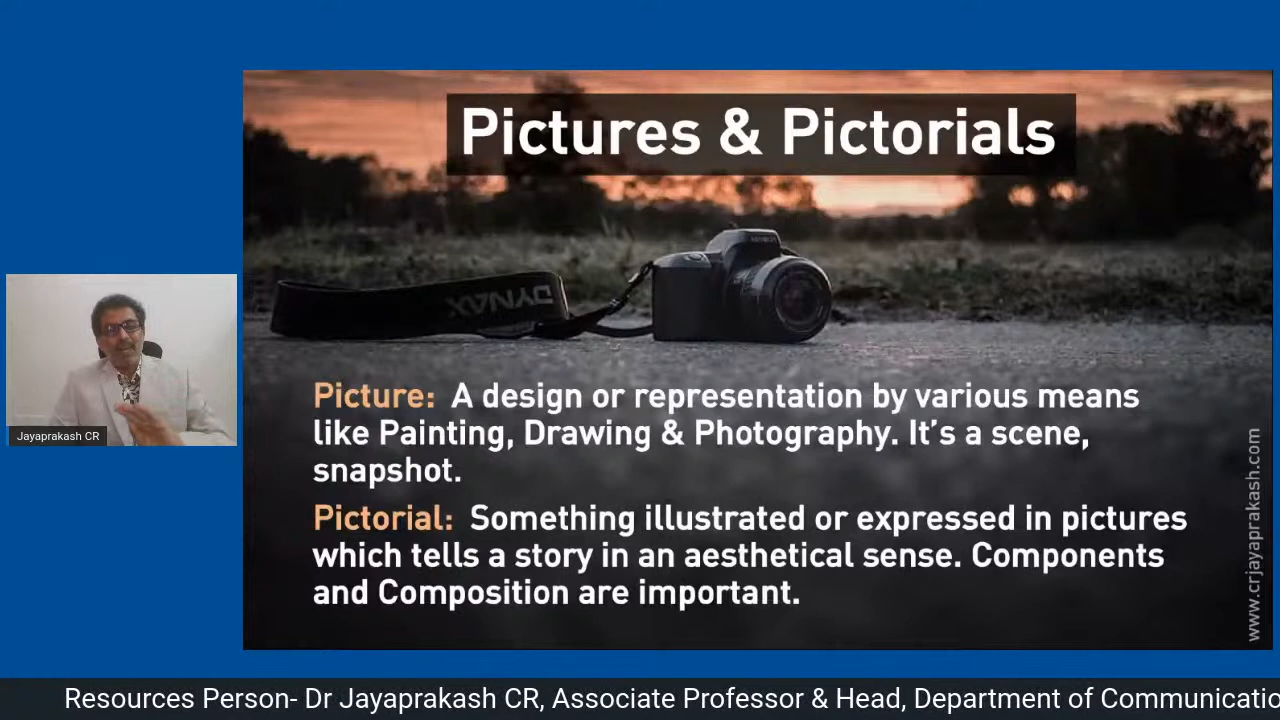 Pictures & Pictorials
DYNAX
Picture: A design or representation by various means
like Painting, Drawing & Photography. It's a scene,
snapshot.
Pictorial: Something illustrated or expressed in pictures
which tells a story in an aesthetical sense. Components
and Composition are important.
www.crjayaprakash.com
Jayaprakash CR
Resources Person- Dr Jayaprakash CR, Associate Professor & Head, Department of Communicatio